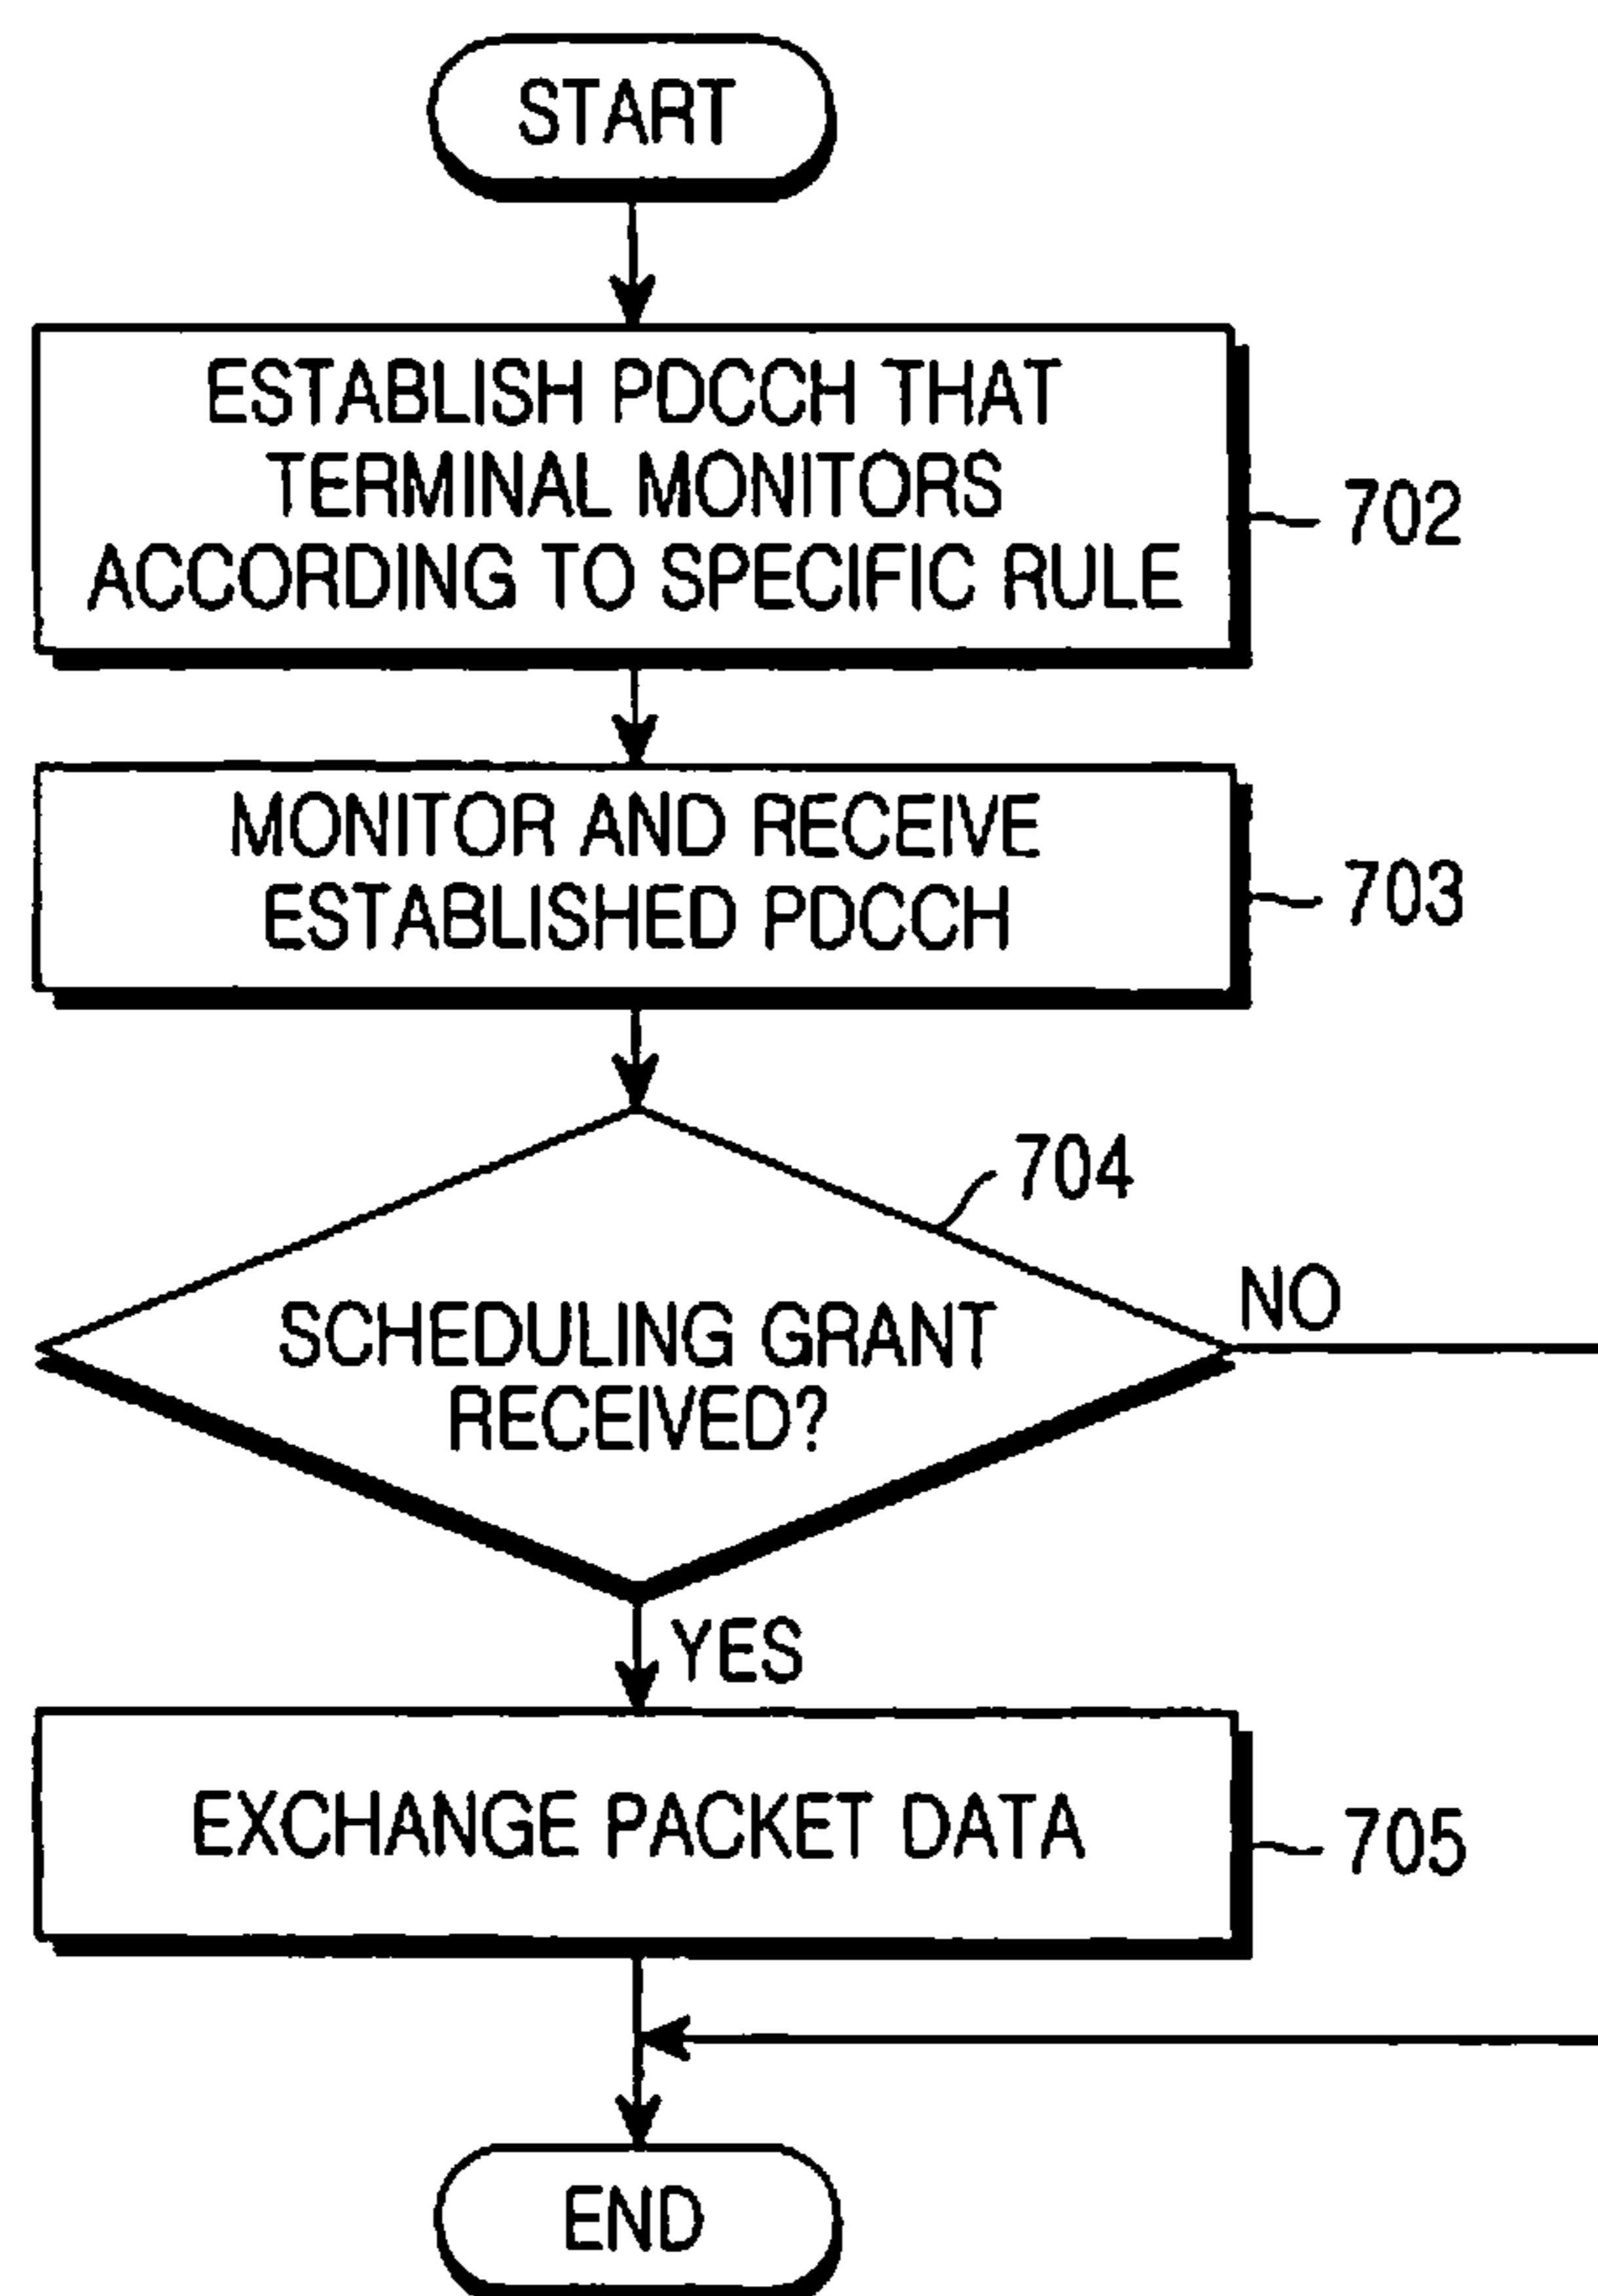 START
ESTABLISH PDCCH THAT
TERMINAL MONITORS
ACCORDING TO SPECIFIC RULE
702
MONITOR AND RECEIVE
ESTABLISHED PDCCH
703
704
NO
SCHEDULING GRANT
RECEIVED?
YES
EXCHANGE PACKET DATA
705
END